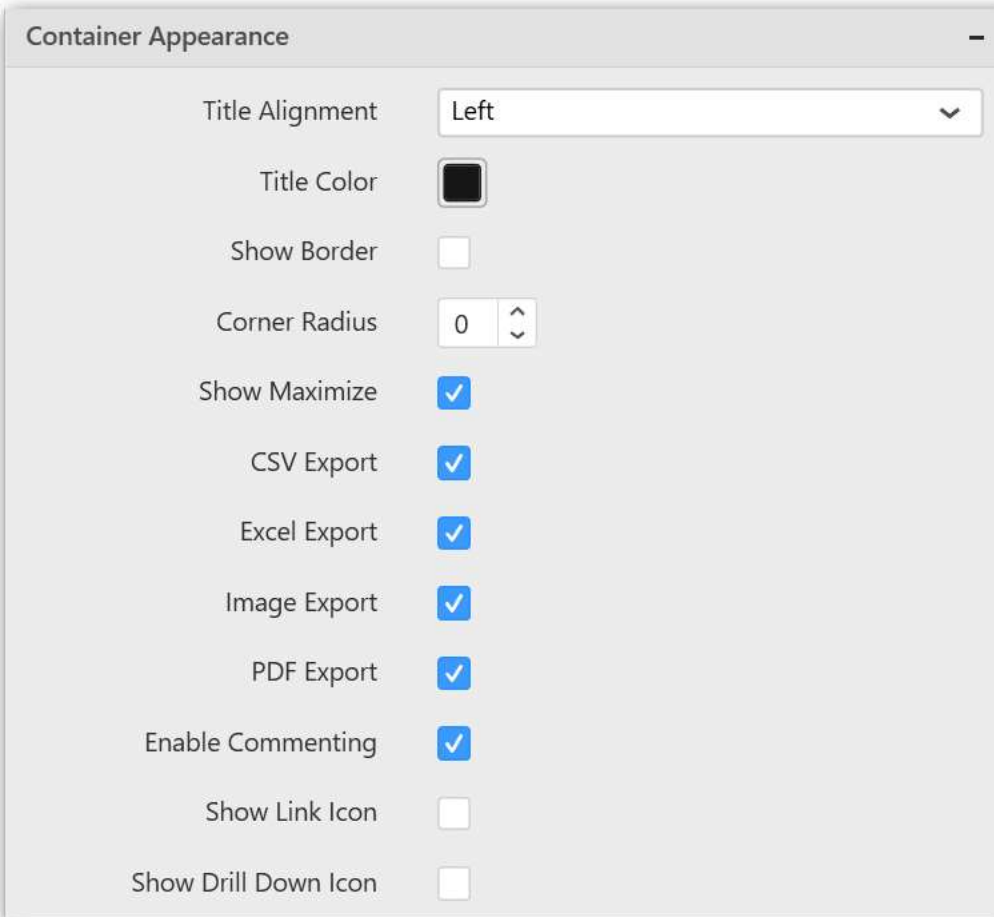 Container Appearance
Title Alignment Left
Title Color
Show Border
Corner Radius 0
Show Maximize
CSV Export
Excel Export
Image Export
PDF Export
Enable Commenting
Show Link Icon
Show Drill Down Icon